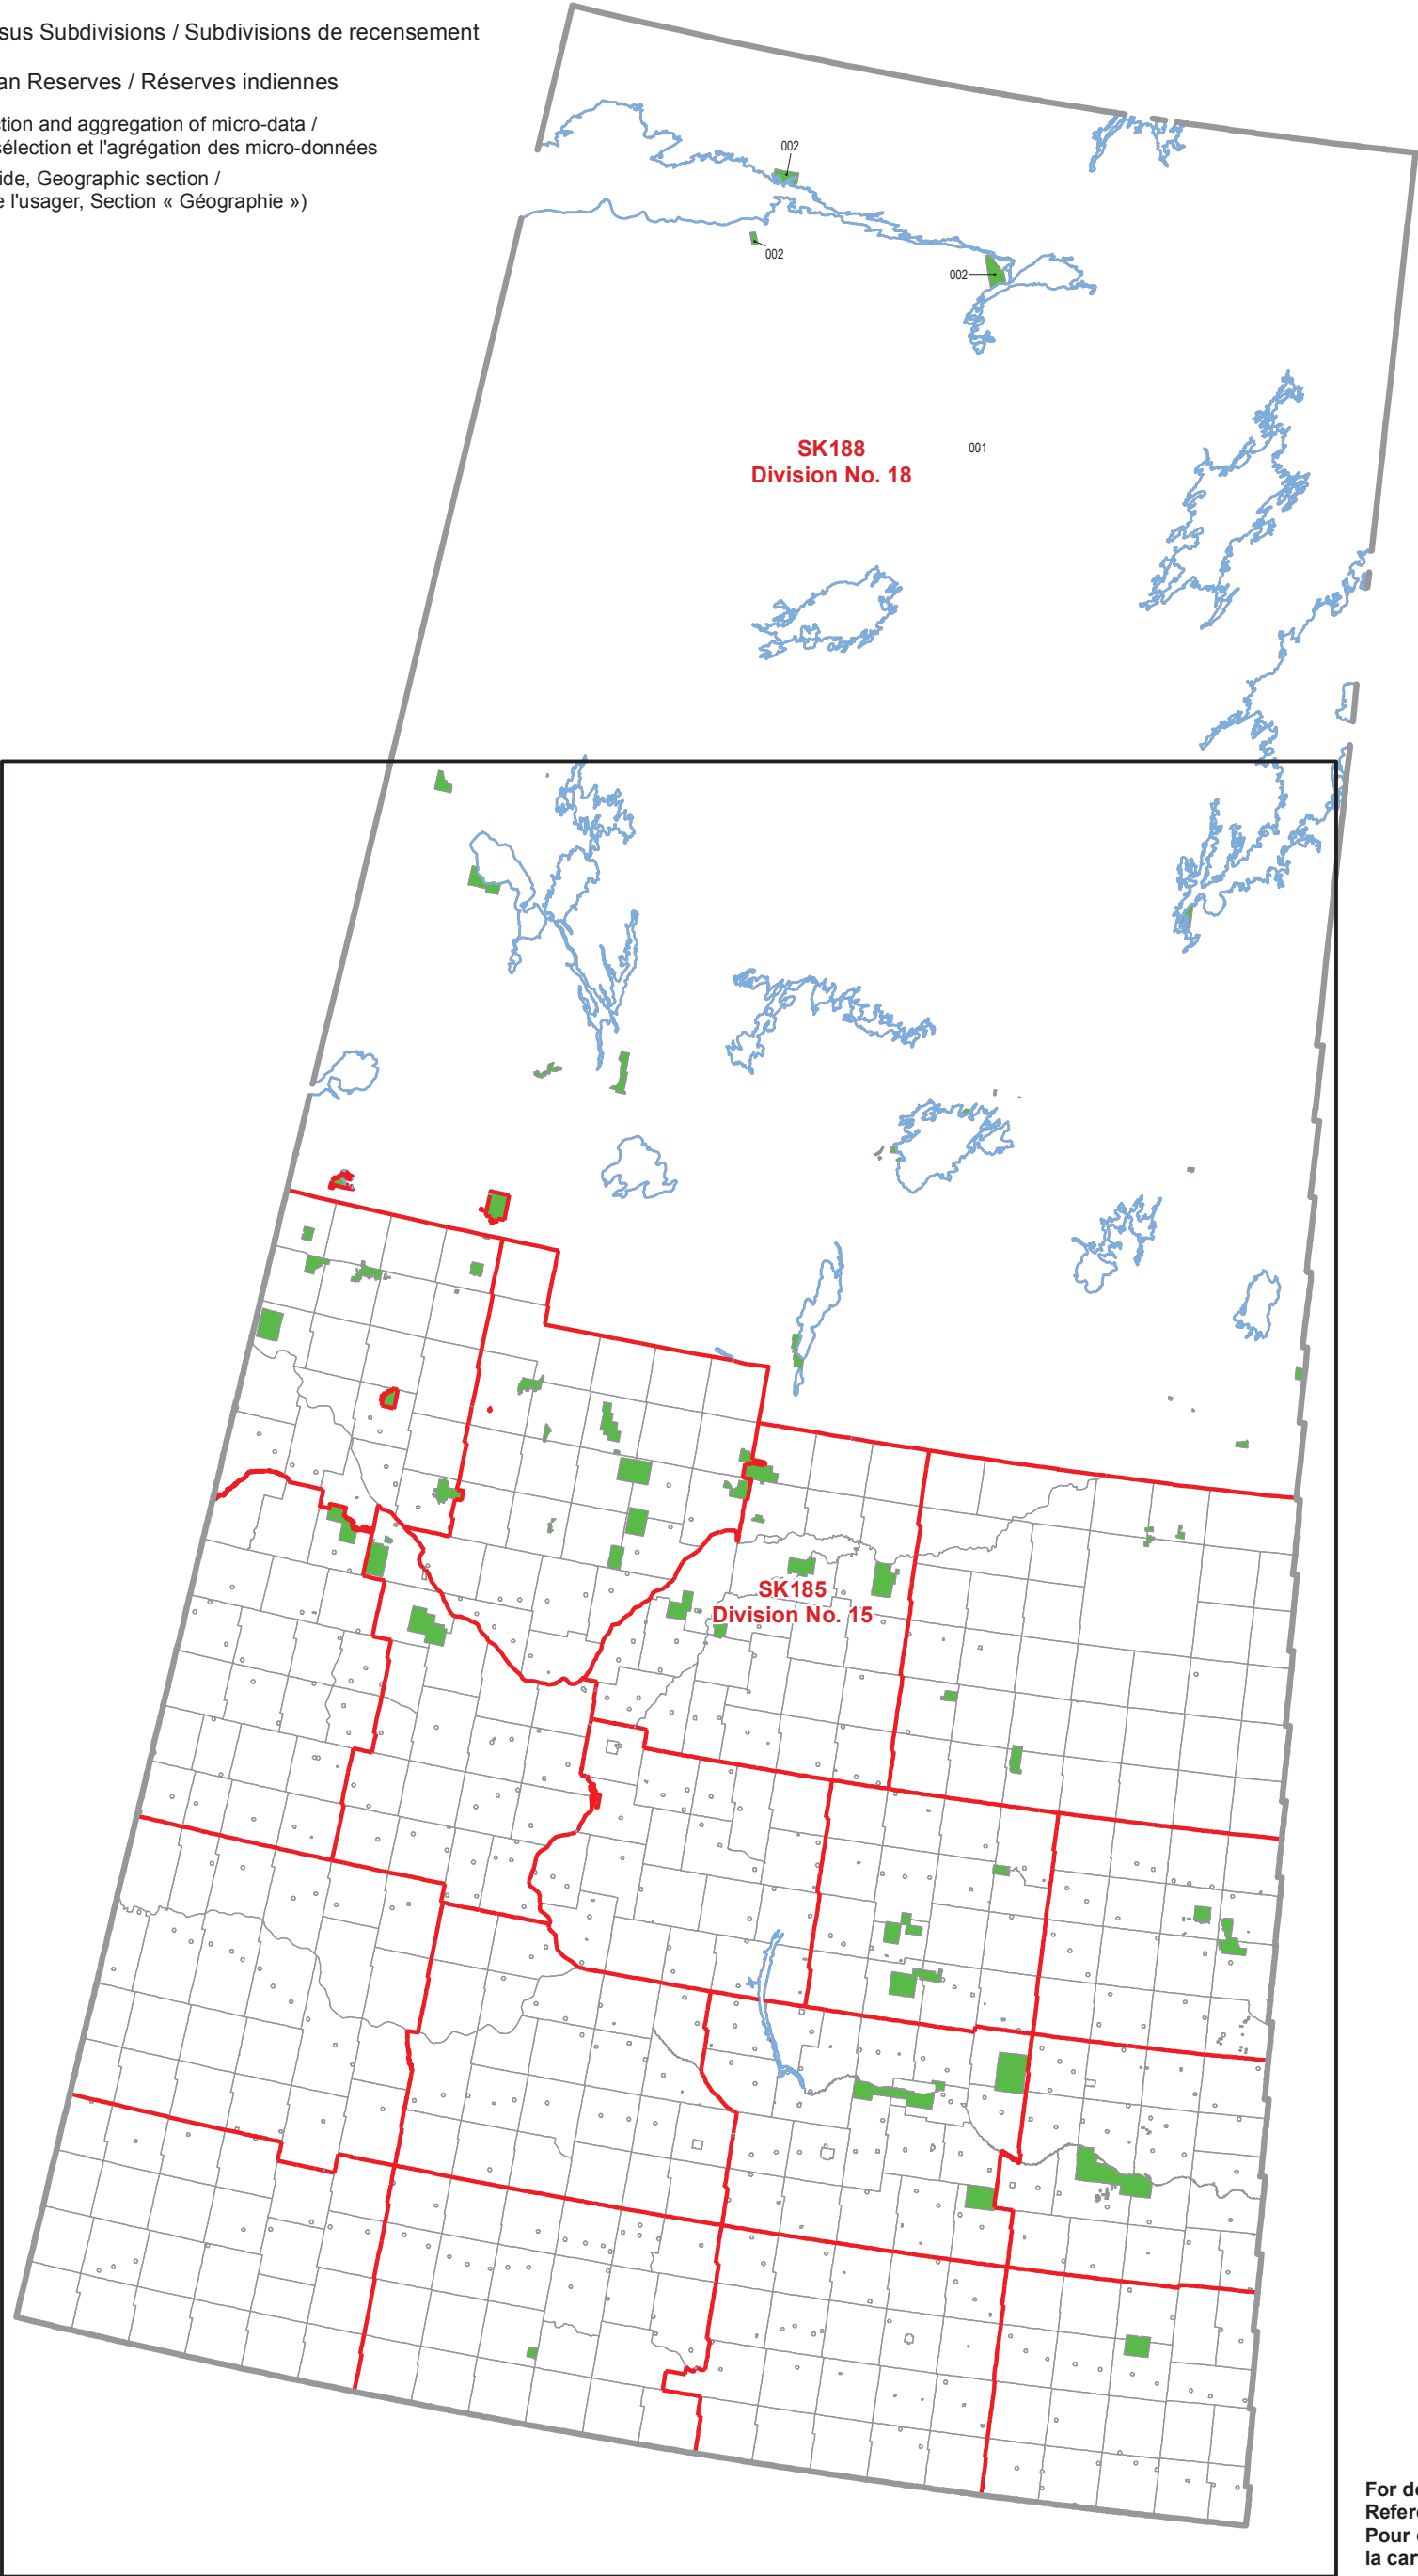 sus Subdivisions / Subdivisions de recensement
an Reserves / Réserves indiennes
ction and aggregation of micro-data /
sélection et l'agrégation des micro-données
ide, Geographic section /
e l'usager, Section « Géographie »)
002
002
002
SK188
Division No. 18
001
SK185
Division No. 15
For de
Refere
Pour d
la car